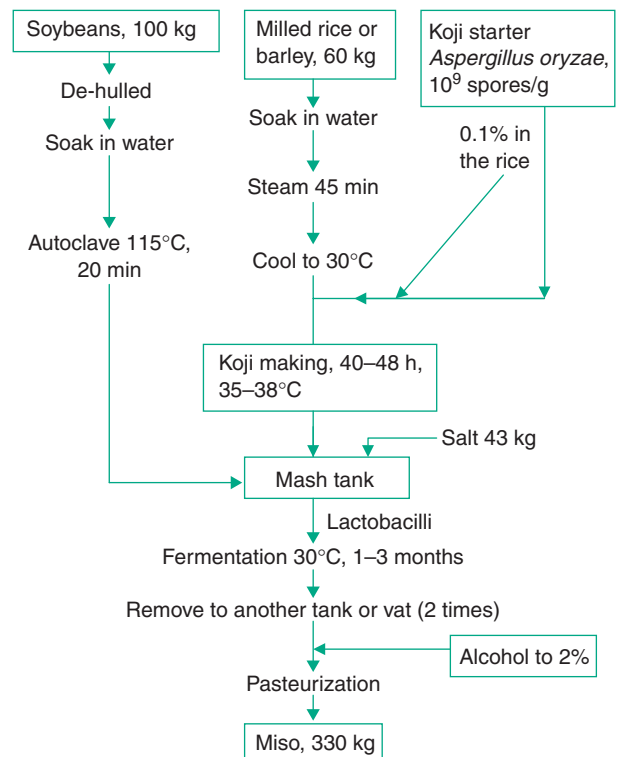 Soybeans, 100 kg
De-hulled
Soak in water
Autoclave 115°C,
20 min
Milled rice or
barley, 60 kg
Soak in water
Steam 45 min
Cool to 30°C
Koji starter
Aspergillus oryzae,
10⁹ spores/g
0.1% in
the rice
Koji making, 40–48 h,
35–38°C
Salt 43 kg
Mash tank
Lactobacilli
Fermentation 30°C, 1–3 months
Remove to another tank or vat (2 times)
Alcohol to 2%
Pasteurization
Miso, 330 kg